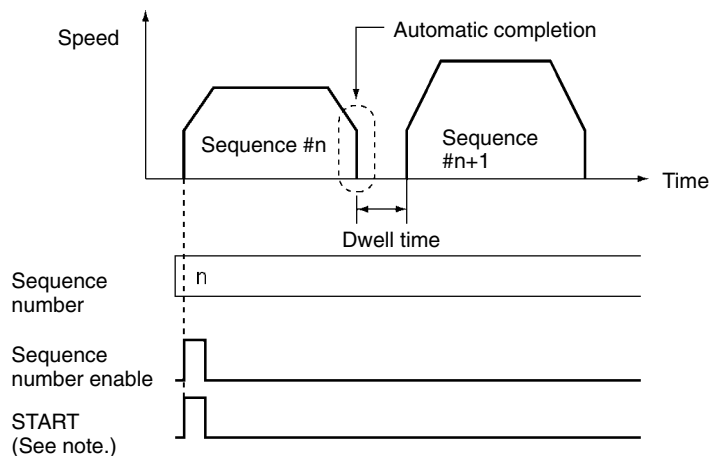 Speed
Automatic completion
Sequence #n
Sequence
#n+1
Time
Dwell time
Sequence
number
n
Sequence
number enable
START
(See note.)